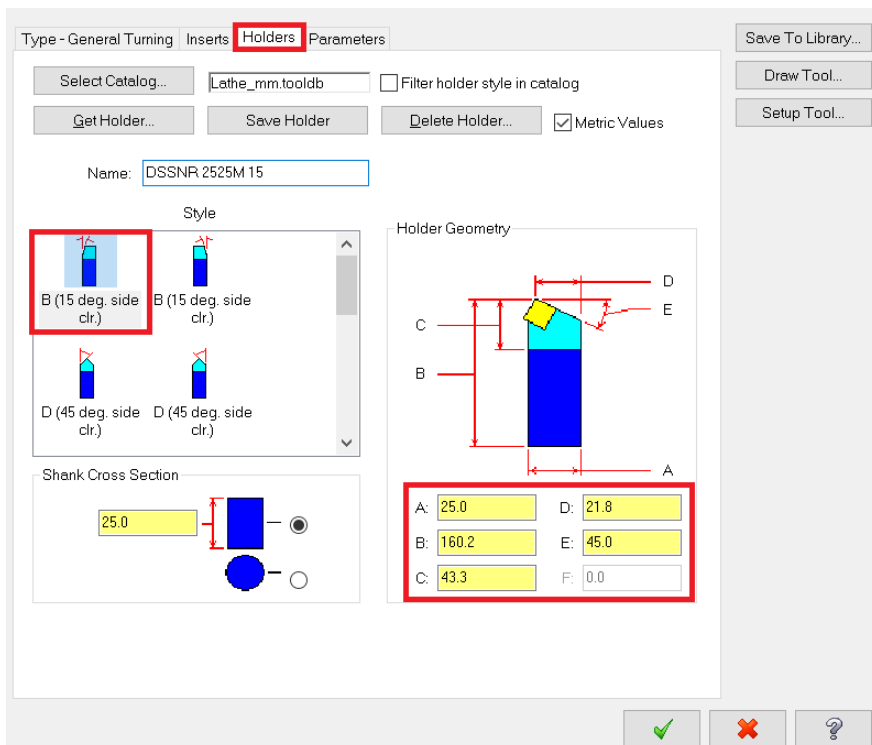 Type - General Turning Inserts Holders Parameters
Save To Library...
Select Catalog... Lathe_mm.tooldb Filter holder style in catalog
Draw Tool...
Get Holder... Save Holder Delete Holder... Metric Values
Setup Tool...
Name: DSSNR 2525M 15
Style
B (15 deg. side clr.)
B (15 deg. side clr.)
D (45 deg. side clr.)
D (45 deg. side clr.)
Holder Geometry
D
E
C
B
A
Shank Cross Section
25.0
A: 25.0 D: 21.8
B: 160.2 E: 45.0
C: 43.3 F: 0.0